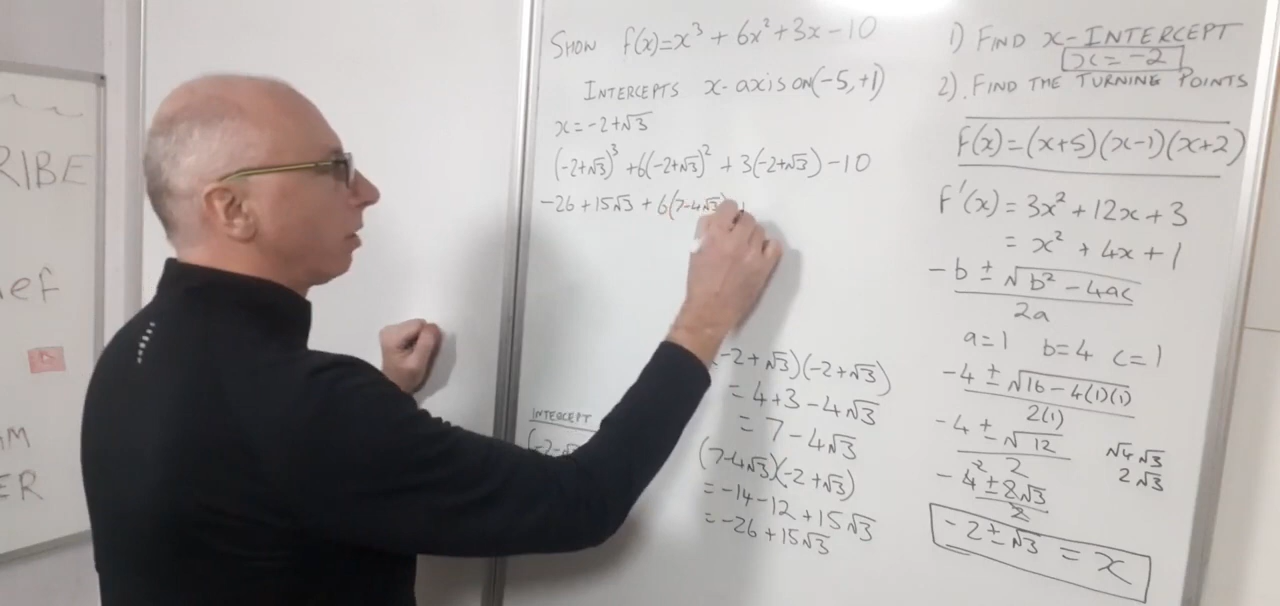 RIBE
ef
M
ER
SHOW f(x)=x³ + 6x² + 3x − 10
INTERCEPTS x-axis on (−5,+1)
x = −2+√3
(−2+√3)³ + 6(−2+√3)² + 3(−2+√3) − 10
−26 + 15√3 + 6(7−4√3)
INTERCEPT
(−2−√
−2+√3)(−2+√3)
= 4+3−4√3
= 7−4√3
(7−4√3)(−2+√3)
= −14−12+15√3
= −26+15√3
1) FIND x-INTERCEPT
x = −2
2). FIND THE TURNING POINTS
f(x)=(x+5)(x−1)(x+2)
F'(x) = 3x² + 12x + 3
= x² + 4x + 1
−b ± √b² − 4ac
2a
a=1 b=4 c=1
−4 ± √16 − 4(1)(1)
2(1)
−4 ± √12
2
√4 √3
2√3
−4² ± 2√3
2
−2 ± √3 = x